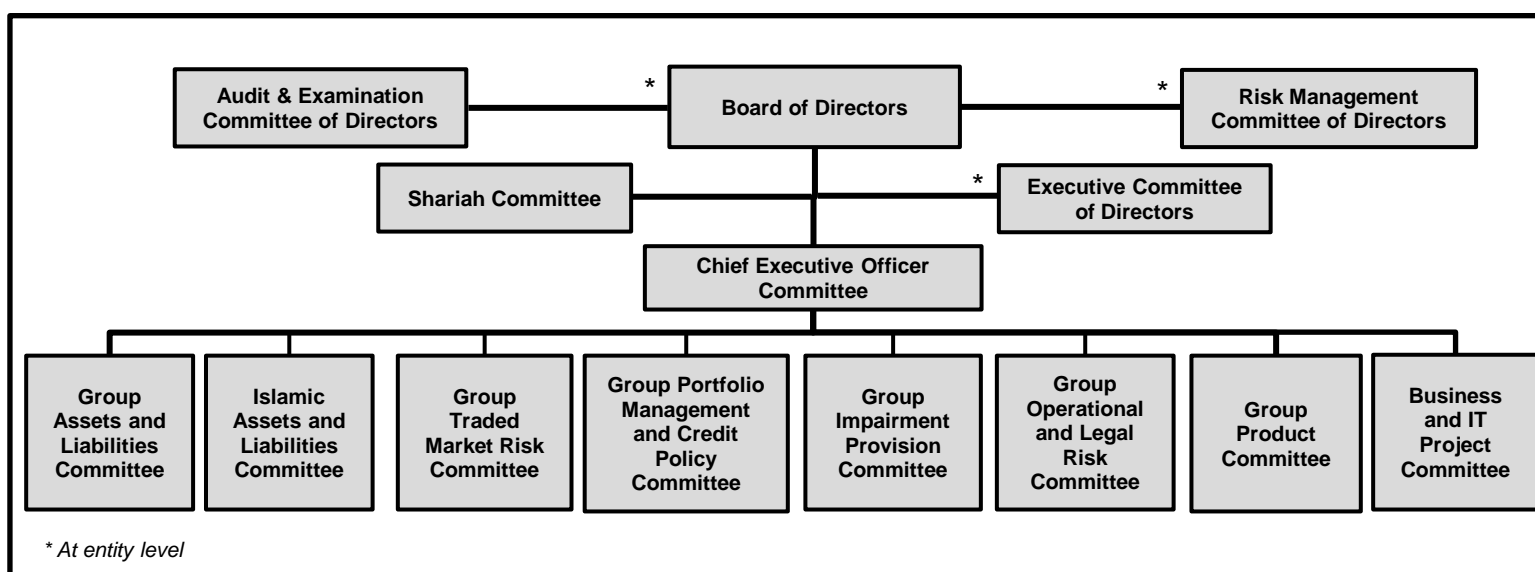 *
*
Audit & Examination
Committee of Directors
Board of Directors
Risk Management
Committee of Directors
Shariah Committee
*
Executive Committee
of Directors
Chief Executive Officer
Committee
Group
Assets and
Liabilities
Committee
Islamic
Assets and
Liabilities
Committee
Group
Traded
Market Risk
Committee
Group Portfolio
Management
and Credit
Policy
Committee
Group
Impairment
Provision
Committee
Group
Operational
and Legal
Risk
Committee
Group
Product
Committee
Business
and IT
Project
Committee
* At entity level